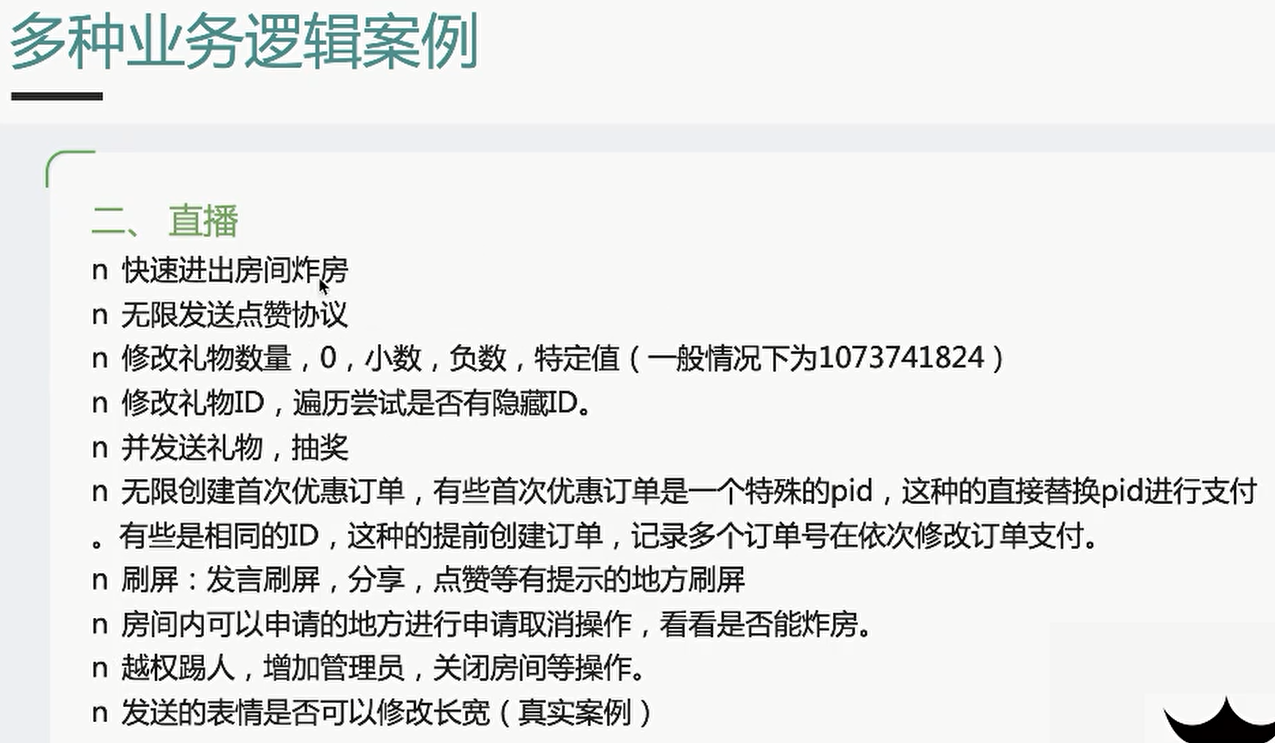 多种业务逻辑案例
二、 直播
n 快速进出房间炸房
n 无限发送点赞协议
n 修改礼物数量，0，小数，负数，特定值（一般情况下为1073741824）
n 修改礼物ID，遍历尝试是否有隐藏ID。
n 并发送礼物，抽奖
n 无限创建首次优惠订单，有些首次优惠订单是一个特殊的pid，这种的直接替换pid进行支付
。有些是相同的ID，这种的提前创建订单，记录多个订单号在依次修改订单支付。
n 刷屏：发言刷屏，分享，点赞等有提示的地方刷屏
n 房间内可以申请的地方进行申请取消操作，看看是否能炸房。
n 越权踢人，增加管理员，关闭房间等操作。
n 发送的表情是否可以修改长宽（真实案例）